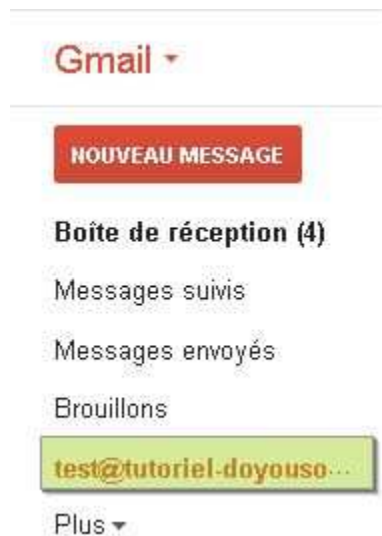 Gmail
NOUVEAU MESSAGE
Boîte de réception (4)
Messages suivis
Messages envoyés
Brouillons
test@tutoriel-doyouso...
Plus